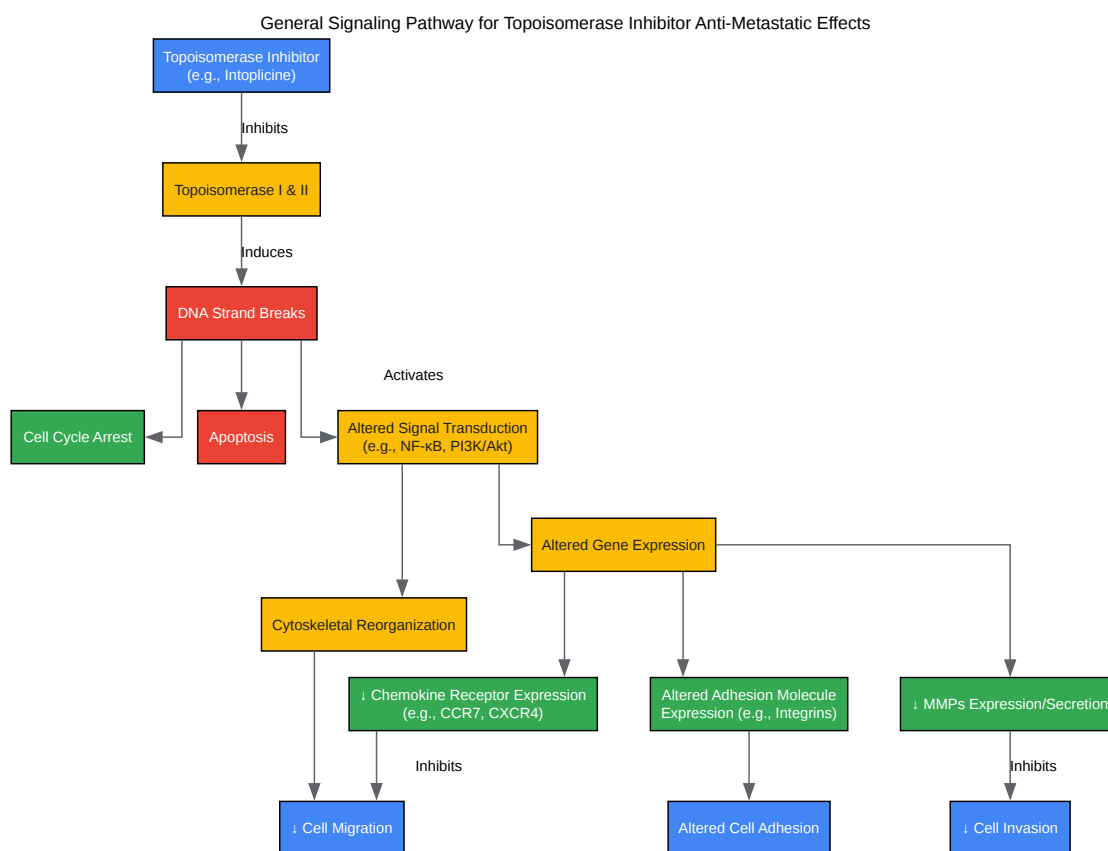 General Signaling Pathway for Topoisomerase Inhibitor Anti-Metastatic Effects
Topoisomerase Inhibitor
(e.g., Intoplicine)
Inhibits
Topoisomerase I & II
Induces
DNA Strand Breaks
Activates
Cell Cycle Arrest
Apoptosis
Altered Signal Transduction
(e.g., NF-κB, PI3K/Akt)
Altered Gene Expression
Cytoskeletal Reorganization
↓ Chemokine Receptor Expression
(e.g., CCR7, CXCR4)
Altered Adhesion Molecule
Expression (e.g., Integrins)
↓ MMPs Expression/Secretion
Inhibits
Inhibits
↓ Cell Migration
Altered Cell Adhesion
↓ Cell Invasion